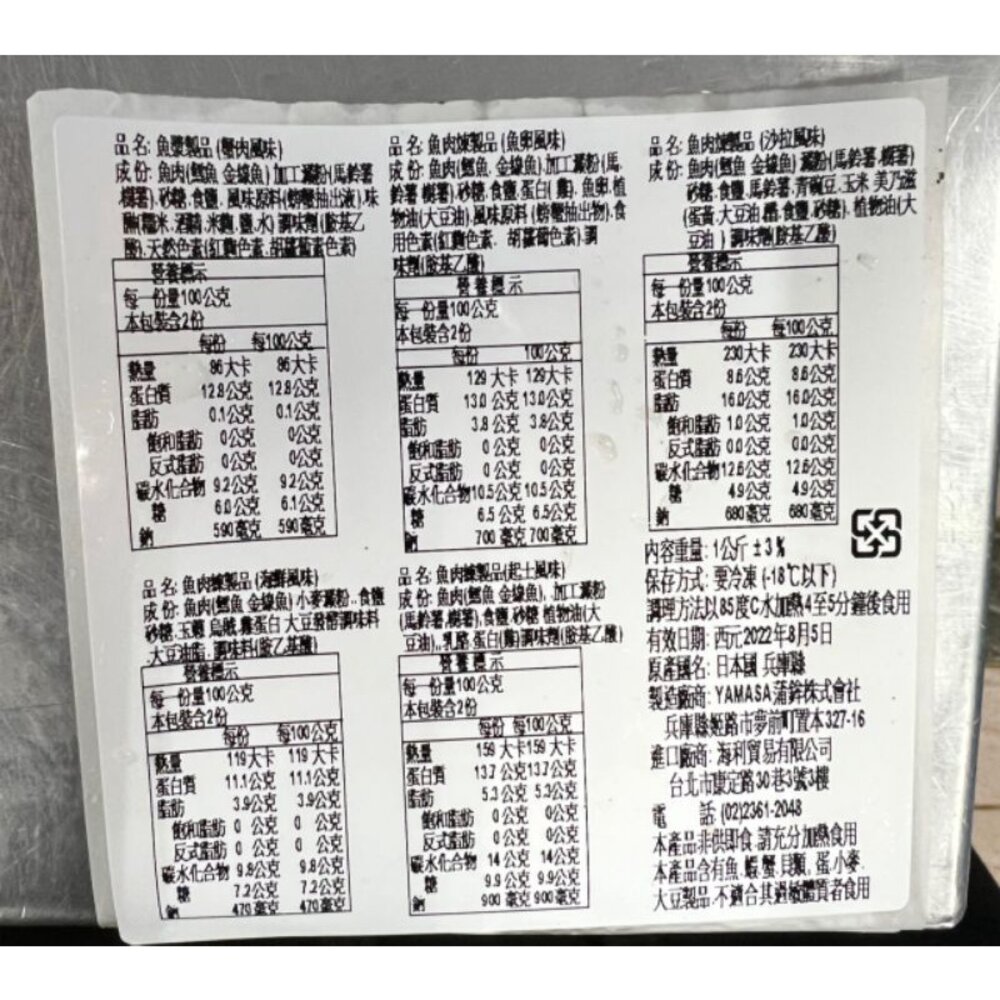 品名: 魚漿製品 (蟹肉風味)
成份: 魚肉(鱈魚 金線魚).加工澱粉(馬鈴薯
樹薯).砂糖.食鹽. 風味原料(螃蟹抽出液).味
醂(糯米.酒精.米麴.鹽.水) 調味劑(胺基乙
酸).天然色素(紅麴色素.胡蘿蔔素色素)
營養標示
每一份量100公克
本包裝含2份
每份 每100公克
熱量 86大卡 86大卡
蛋白質 12.8公克 12.8公克
脂肪 0.1公克 0.1公克
飽和脂肪 0公克 0公克
反式脂肪 0公克 0公克
碳水化合物 9.2公克 9.2公克
糖 6.0公克 6.1公克
鈉 590毫克 590毫克
品名: 魚肉煉製品 (魚卵風味)
成份: 魚肉(鱈魚 金線魚).加工澱粉(馬
鈴薯 樹薯).砂糖.食鹽.蛋白(雞). 魚卵.植
物油(大豆油).風味原料 (螃蟹抽出物).食
用色素(紅麴色素. 胡蘿蔔色素).調
味劑(胺基乙酸)
營養標示
每一份量100公克
本包裝含2份
每份 100公克
熱量 129大卡 129大卡
蛋白質 13.0公克 13.0公克
脂肪 3.8公克 3.8公克
飽和脂肪 0公克 0公克
反式脂肪 0公克 0公克
碳水化合物10.5公克 10.5公克
糖 6.5公克 6.5公克
鈉 700毫克 700毫克
品名: 魚肉煉製品 (沙拉風味)
成份: 魚肉(鱈魚 金線魚) 澱粉(馬鈴薯.樹薯)
砂糖.食鹽.馬鈴薯.青豌豆.玉米 美乃滋
(蛋黃.大豆油.醋.食鹽.砂糖). 植物油(大
豆油 ) 調味劑(胺基乙酸)
營養標示
每一份量100公克
本包裝含2份
每份 每100公克
熱量 230大卡 230大卡
蛋白質 8.6公克 8.6公克
脂肪 16.0公克 16.0公克
飽和脂肪 1.0公克 1.0公克
反式脂肪 0.0公克 0.0公克
碳水化合物12.6公克 12.6公克
糖 4.9公克 4.9公克
鈉 680毫克 680毫克
品名: 魚肉煉製品 (海鮮風味)
成份: 魚肉(鱈魚 金線魚) 小麥澱粉..食鹽
砂糖.玉蔥 烏賊.雞蛋白 大豆發酵調味料
.大豆油脂. 調味料(胺乙基酸)
營養標示
每一份量100公克
本包裝含2份
每份 每100公克
熱量 119大卡 119大卡
蛋白質 11.1公克 11.1公克
脂肪 3.9公克 3.9公克
飽和脂肪 0 公克 0 公克
反式脂肪 0 公克 0 公克
碳水化合物 9.8公克 9.8公克
糖 7.2公克 7.2公克
鈉 470毫克 470毫克
品名: 魚肉煉製品(起士風味)
成份: 魚肉(鱈魚 金線魚)..加工澱粉
(馬鈴薯.樹薯).食鹽.砂糖 植物油(大
豆油)..乳酪.蛋白(雞)調味劑(胺基乙酸)
營養標示
每一份量100公克
本包裝含2份
每份 每100公克
熱量 159大卡159大卡
蛋白質 13.7公克13.7公克
脂肪 5.3公克 5.3公克
飽和脂肪 0公克 0公克
反式脂肪 0公克 0公克
碳水化合物 14公克 14公克
糖 9.9公克 9.9公克
鈉 900毫克 900毫克
內容重量: 1公斤 ±3%
保存方式: 要冷凍 (-18℃以下)
調理方法以85度C水加熱4至5分鐘後食用
有效日期: 西元2022年8月5日
原產國名: 日本國 兵庫縣
製造廠商: YAMASA蒲鉾株式會社
兵庫縣姬路市夢前町置本327-16
進口廠商: 海利貿易有限公司
台北市康定路30巷3號3樓
電 話 (02)2361-2048
本產品非供即食.請充分加熱食用
本產品含有魚.蝦.蟹.貝類. 蛋.小麥.
大豆製品.不適合其過敏體質者食用